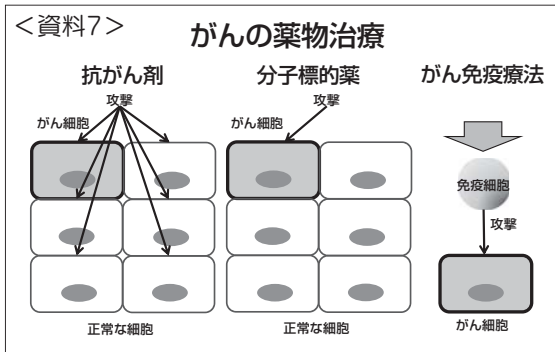 <資料7>
がんの薬物治療
抗がん剤
攻撃
がん細胞
正常な細胞
分子標的薬
攻撃
がん細胞
正常な細胞
がん免疫療法
免疫細胞
攻撃
がん細胞